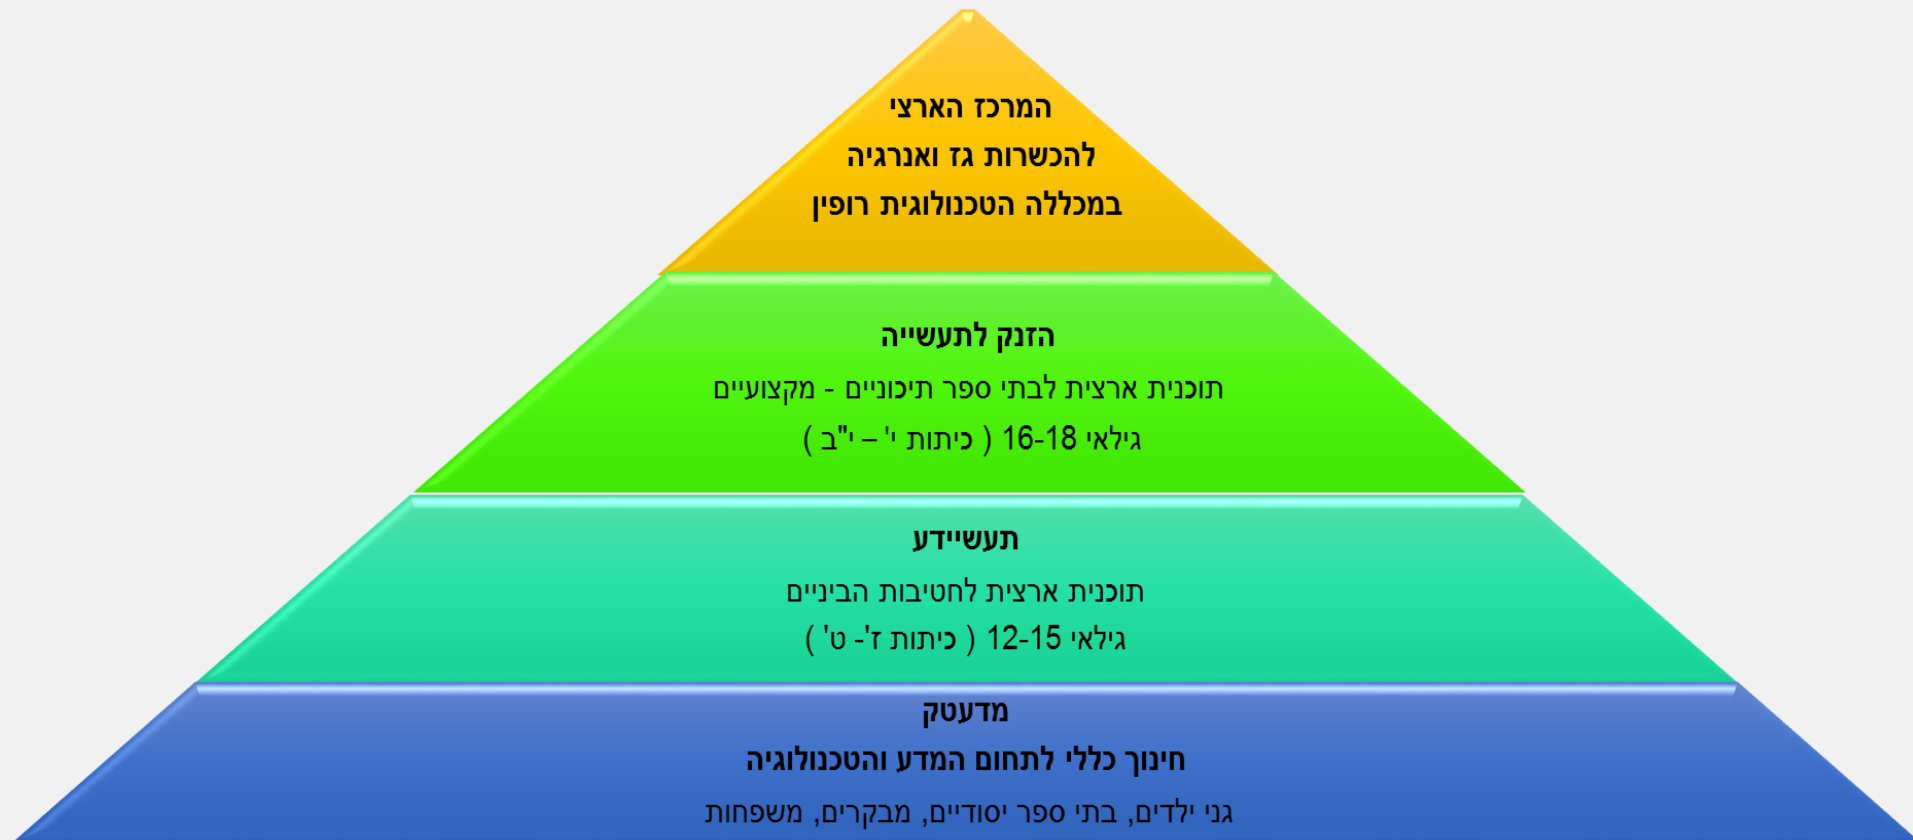 המרכז הארצי
להכשרות גז ואנרגיה
במכללה הטכנולוגית רופין
הזנק לתעשייה
תוכנית ארצית לבתי ספר תיכוניים - מקצועיים
גילאי 16-18 ( כיתות י' – י"ב )
תעשיידע
תוכנית ארצית לחטיבות הביניים
גילאי 12-15 ( כיתות ז'- ט' )
מדעטק
חינוך כללי לתחום המדע והטכנולוגיה
גני ילדים, בתי ספר יסודיים, מבקרים, משפחות